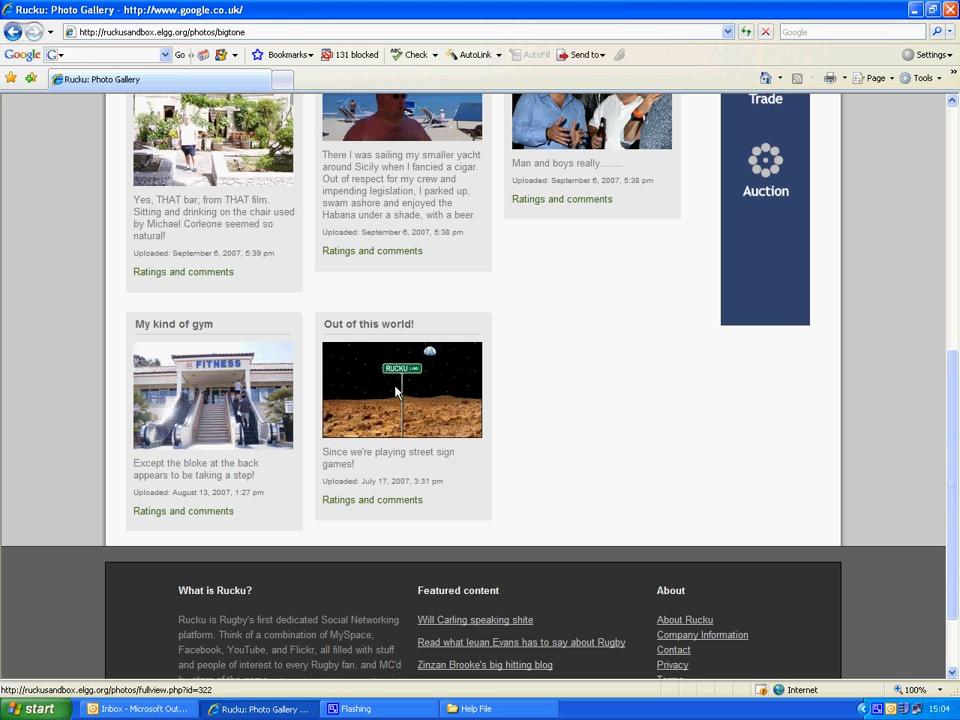 Rucku: Photo Gallery - http://www.google.co.uk/
http://ruckusandbox.elgg.org/photos/bigtone
Google
Google
Go
Bookmarks
131 blocked
Check
AutoLink
AutoFill
Send to
Settings
Rucku: Photo Gallery
Page
Tools
Trade
Auction
Yes, THAT bar; from THAT film.
Sitting and drinking on the chair used
by Michael Corleone seemed so
natural!
Uploaded: September 6, 2007, 5:39 pm
Ratings and comments
There I was sailing my smaller yacht
around Sicily when I fancied a cigar.
Out of respect for my crew and
impending legislation, I parked up,
swam ashore and enjoyed the
Habana under a shade, with a beer.
Uploaded: September 6, 2007, 5:38 pm
Ratings and comments
Man and boys really........
Uploaded: September 6, 2007, 5:38 pm
Ratings and comments
My kind of gym
FITNESS
Except the bloke at the back
appears to be taking a step!
Uploaded: August 13, 2007, 1:27 pm
Ratings and comments
Out of this world!
RUCKU LAND
Since we're playing street sign
games!
Uploaded: July 17, 2007, 3:31 pm
Ratings and comments
What is Rucku?
Rucku is Rugby's first dedicated Social Networking
platform. Think of a combination of MySpace,
Facebook, YouTube, and Flickr, all filled with stuff
and people of interest to every Rugby fan, and MC'd
Featured content
Will Carling speaking shite
Read what Ieuan Evans has to say about Rugby
Zinzan Brooke's big hitting blog
About
About Rucku
Company Information
Contact
Privacy
http://ruckusandbox.elgg.org/photos/fullview.php?id=322
Internet
100%
start
Inbox - Microsoft Out...
Rucku: Photo Gallery ...
Flashing
Help File
15:04